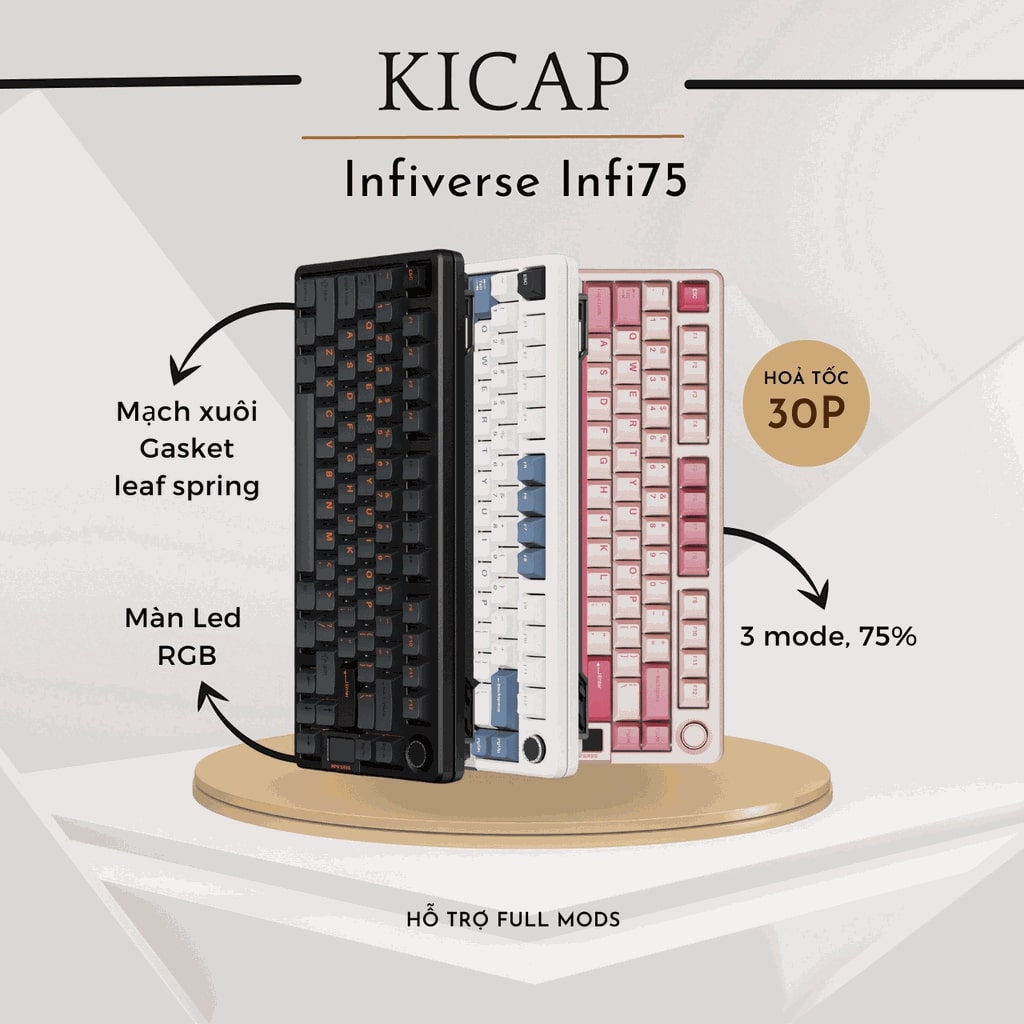 KICAP
Infiverse Infi75
HOẢ TỐC
30P
Mạch xuôi
Gasket
leaf spring
Màn Led
RGB
3 mode, 75%
HỖ TRỢ FULL MODS